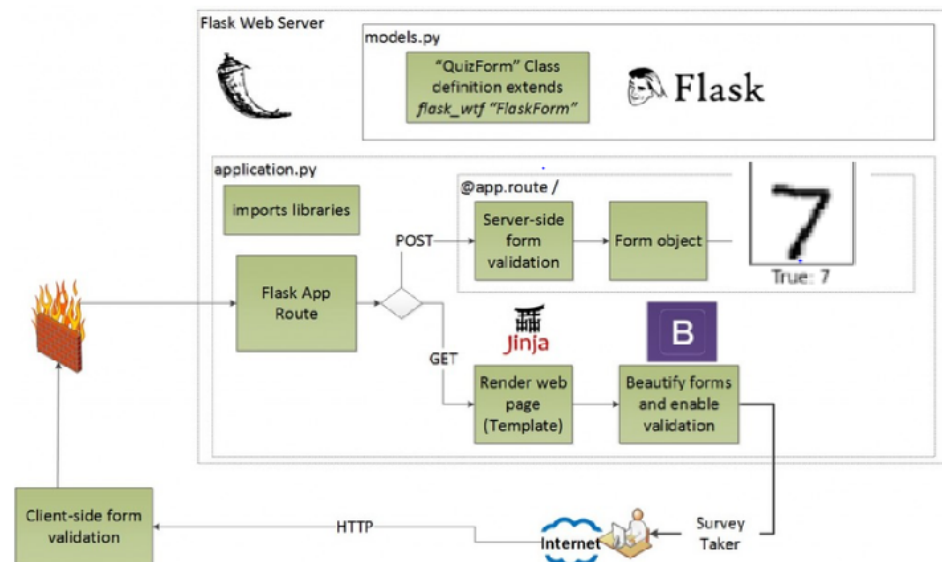 Flask Web Server
models.py
"QuizForm" Class
definition extends
flask_wtf "FlaskForm"
Flask
application.py
imports libraries
@app.route /
POST
Server-side
form
validation
Form object
7
True: 7
Flask App
Route
Jinja
B
GET
Render web
page
(Template)
Beautify forms
and enable
validation
Client-side form
validation
HTTP
Internet
Survey
Taker